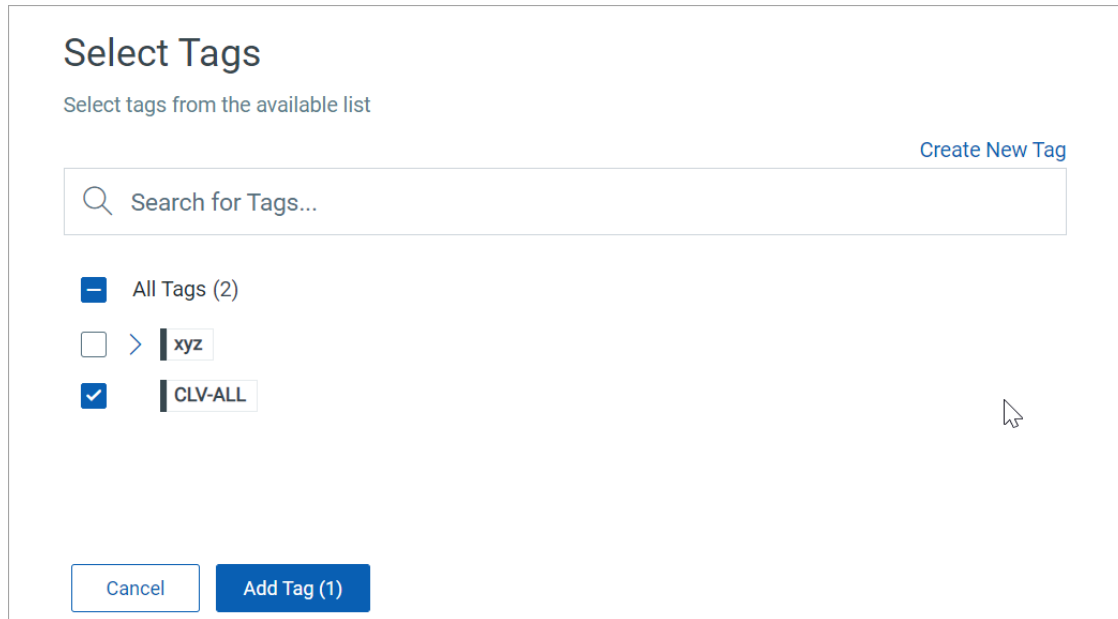 Select Tags
Select tags from the available list
Create New Tag
Search for Tags...
All Tags (2)
xyz
CLV-ALL
Cancel
Add Tag (1)